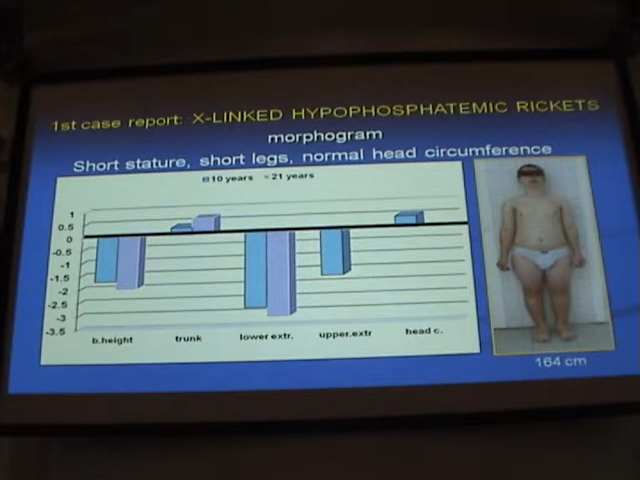 1st case report: X-LINKED HYPOPHOSPHATEMIC RICKETS
morphogram
Short stature, short legs, normal head circumference
10 years 21 years
1
0.5
0
-0.5
-1
-1.5
-2
-2.5
-3
-3.5
b.height trunk lower extr. upper.extr head c.
164 cm